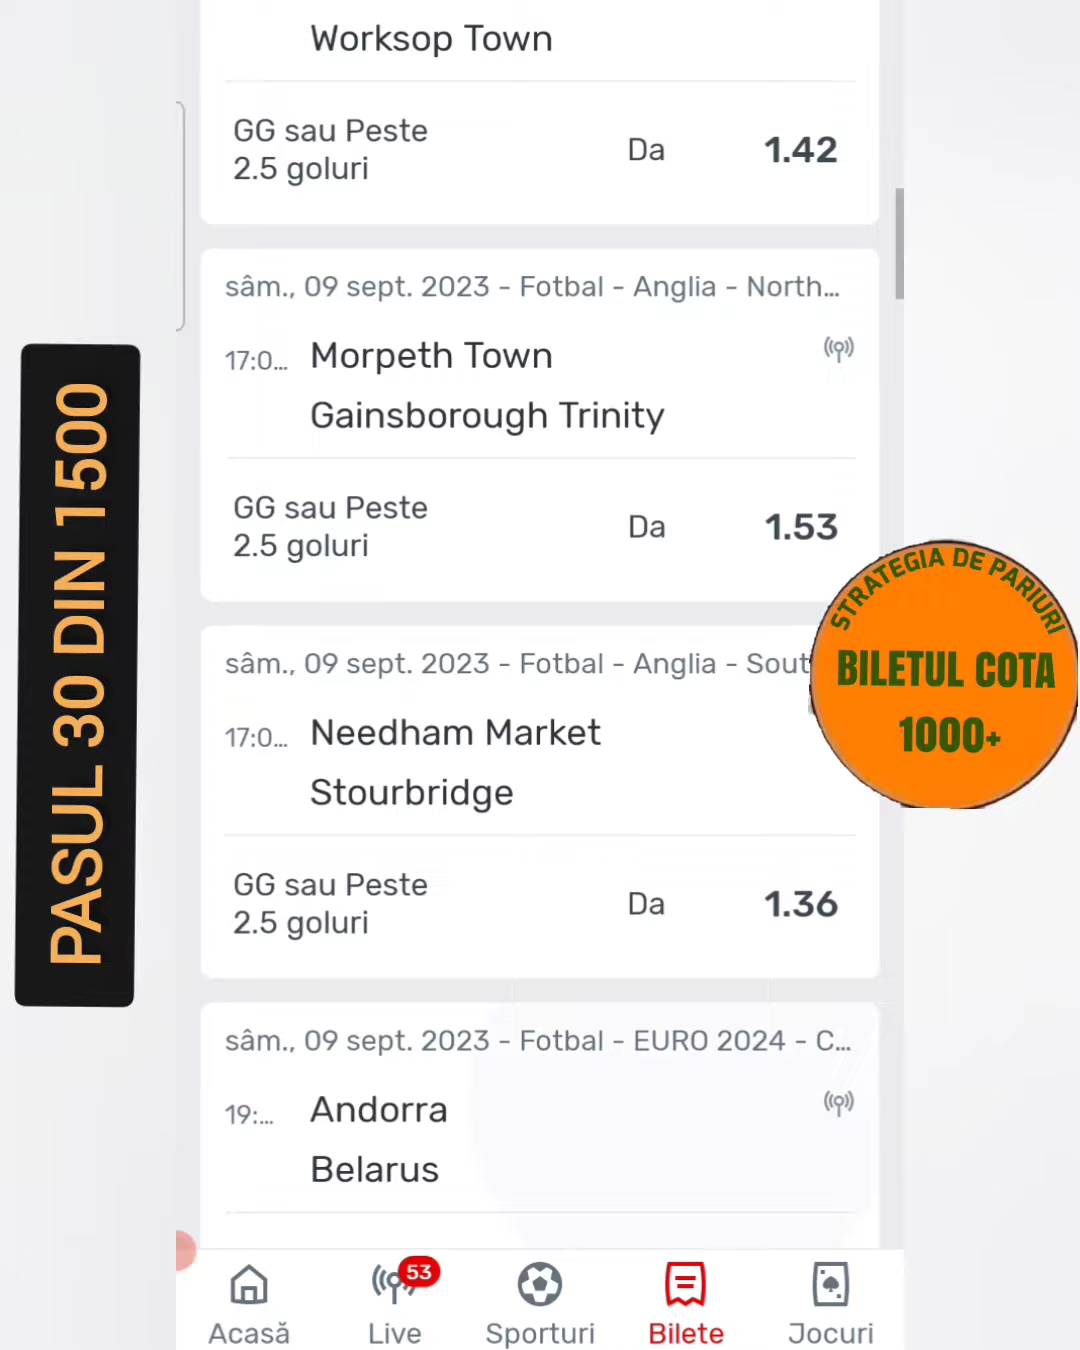 Worksop Town
GG sau Peste
2.5 goluri
Da
1.42
sâm., 09 sept. 2023 - Fotbal - Anglia - North...
17:0...
Morpeth Town
Gainsborough Trinity
GG sau Peste
2.5 goluri
Da
1.53
sâm., 09 sept. 2023 - Fotbal - Anglia - Sout
17:0...
Needham Market
Stourbridge
GG sau Peste
2.5 goluri
Da
1.36
sâm., 09 sept. 2023 - Fotbal - EURO 2024 - C...
19:...
Andorra
Belarus
53
Acasă
Live
Sporturi
Bilete
Jocuri
PASUL 30 DIN 1500
STRATEGIA DE PARIURI
BILETUL COTA
1000+